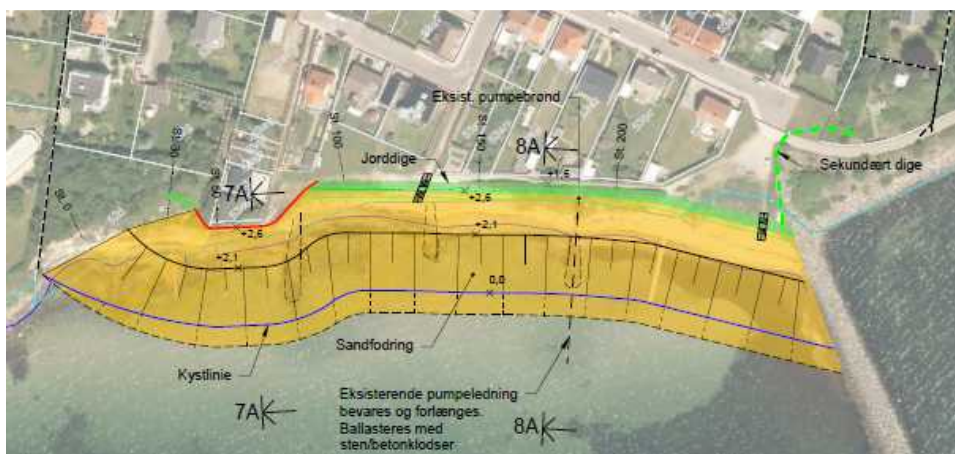 Eksist. pumpebrønd
St. 0
St. 50
St. 100
St. 150
St. 200
Jorddige
8A
+1,6
Sekundært dige
7A
+2,6
+2,6
+2,1
+2,1
0,0
Sandfodring
Kystlinie
Eksisterende pumpeledning
bevares og forlænges.
Ballasteres med
sten/betonklodser
7A
8A